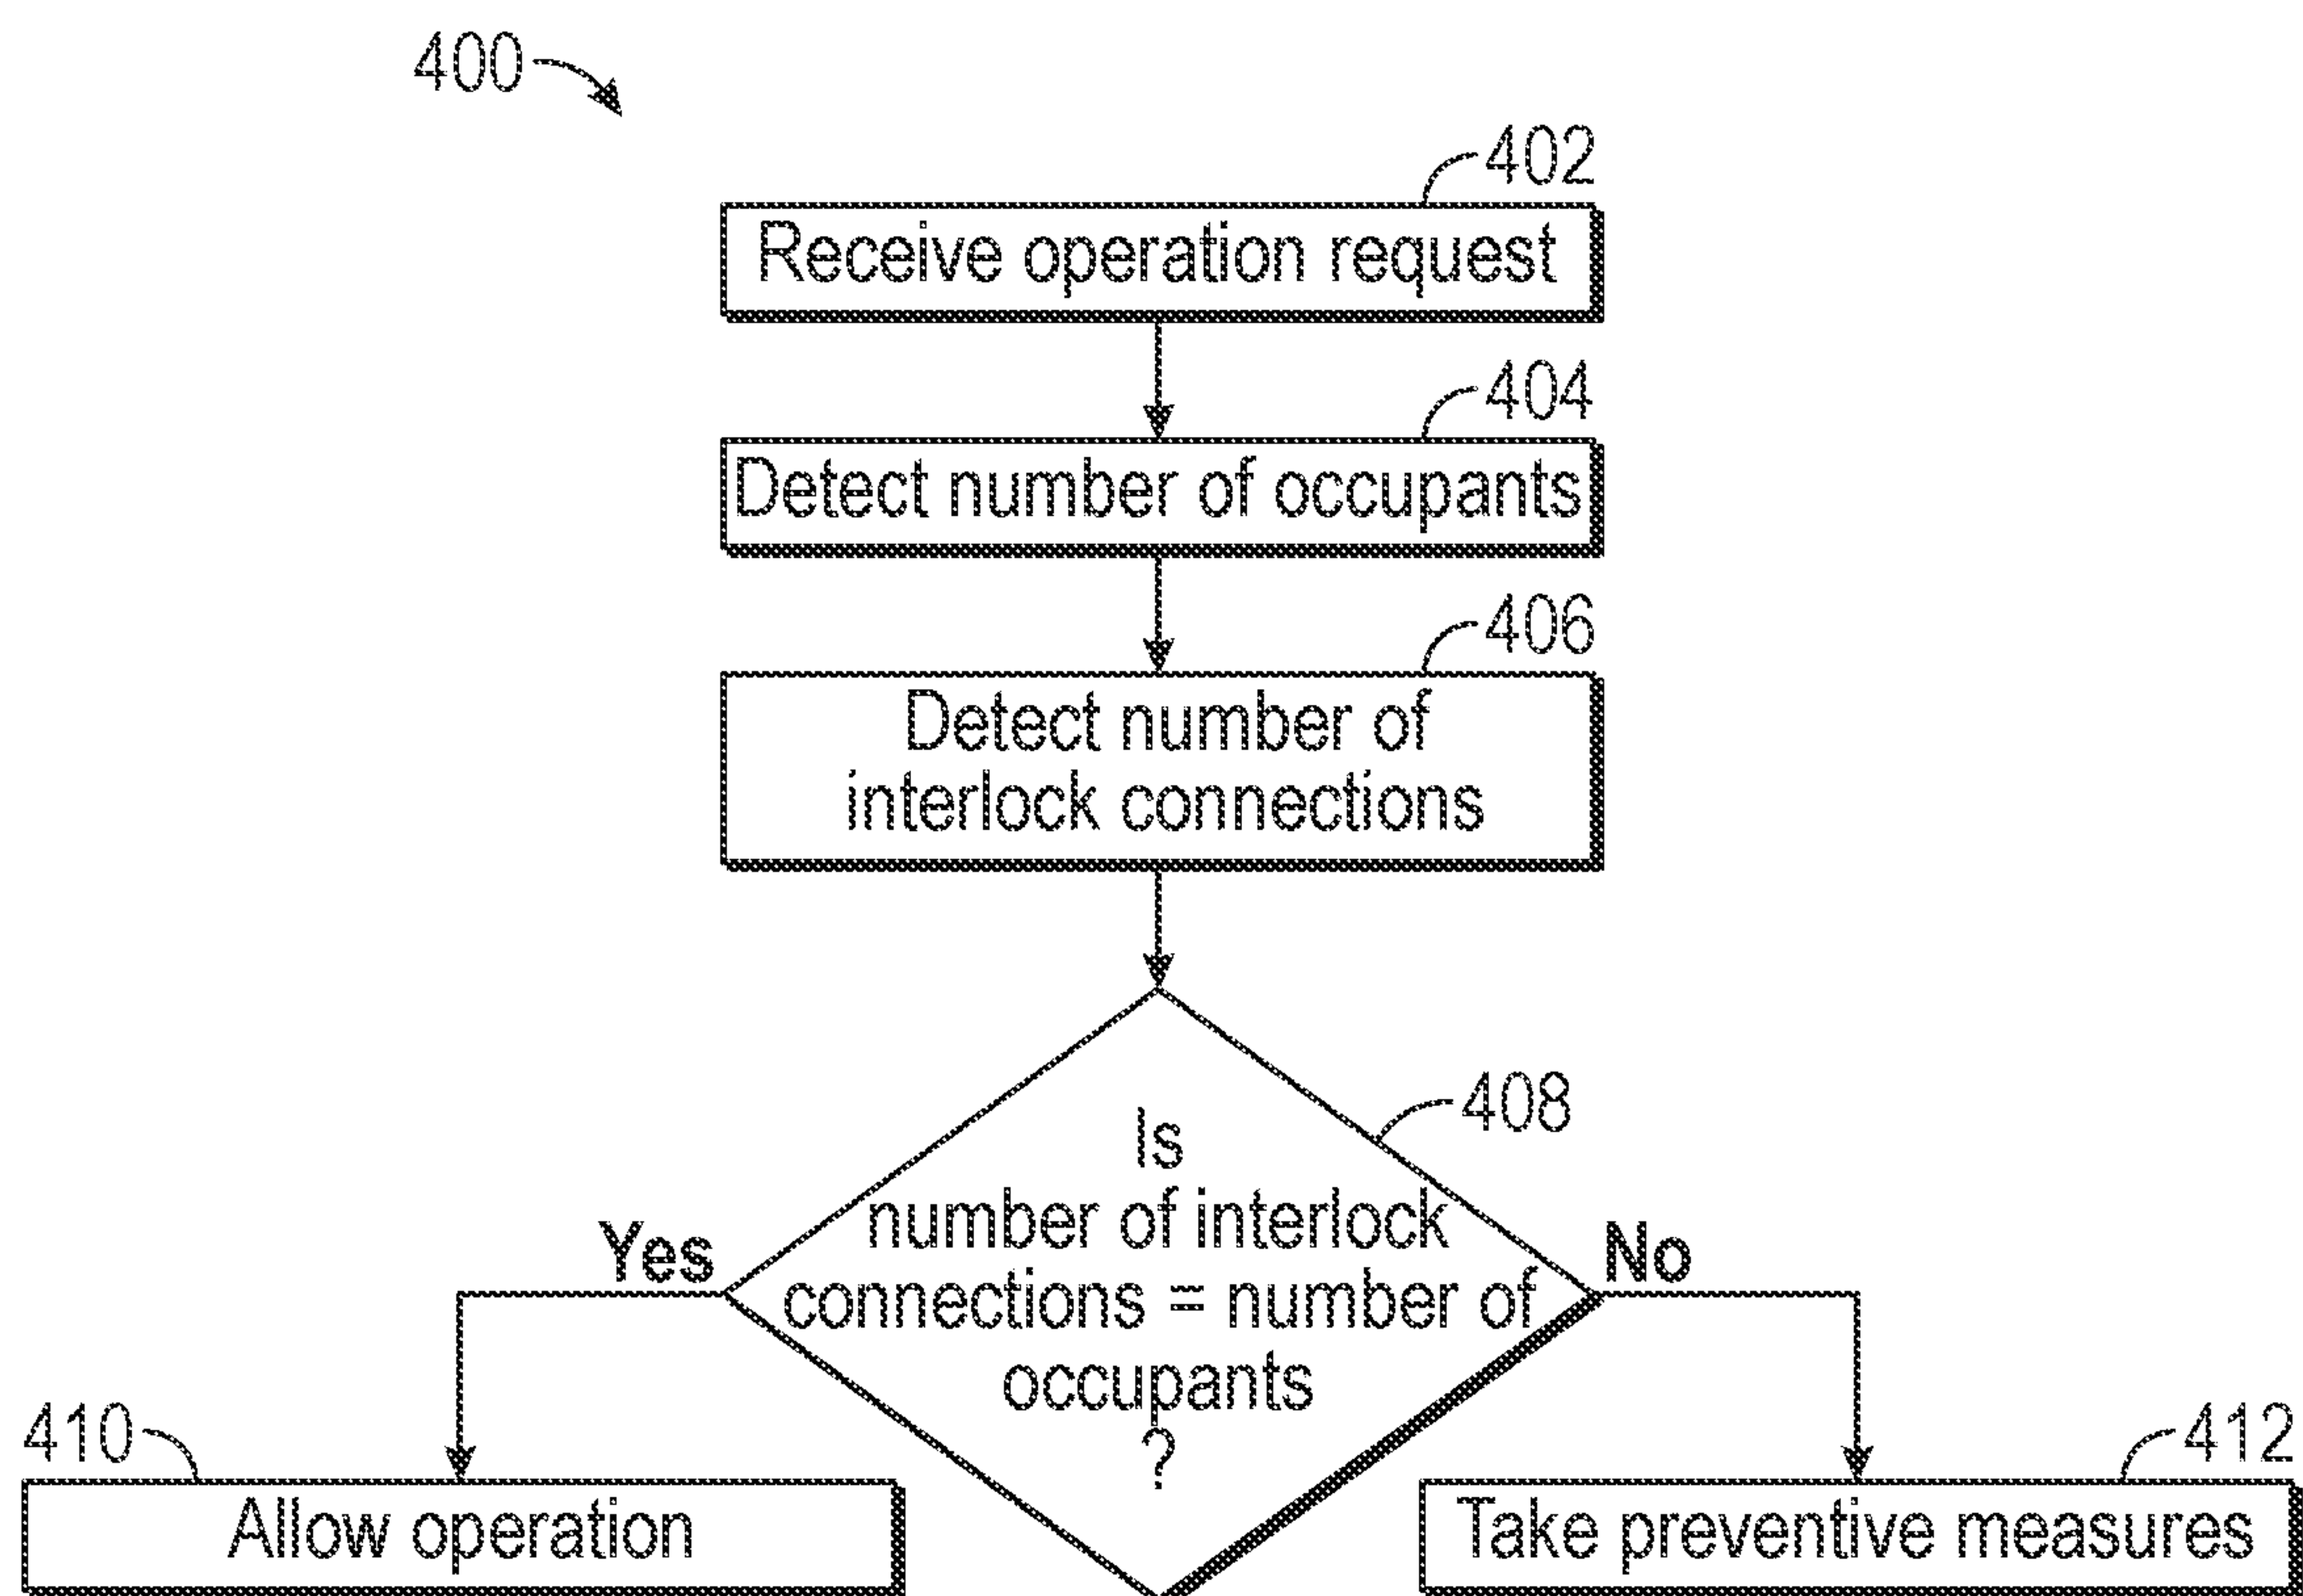 400
402
Receive operation request
404
Detect number of occupants
406
Detect number of
interlock connections
408
Is
number of interlock
connections = number of
occupants
?
Yes
No
410
Allow operation
412
Take preventive measures